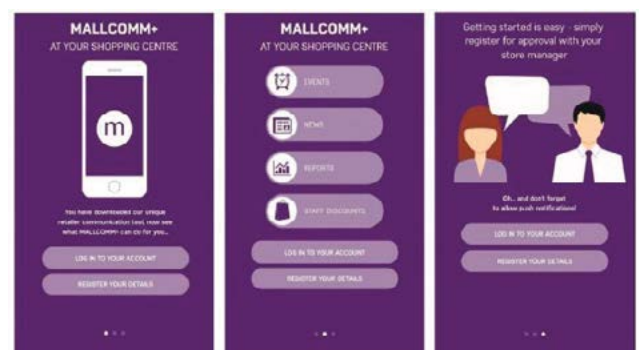 MALLCOMM+
AT YOUR SHOPPING CENTRE
m
You have downloaded our unique
retailer communication tool, now see
what MALLCOMM+ can do for you...
LOG IN TO YOUR ACCOUNT
REGISTER YOUR DETAILS
MALLCOMM+
AT YOUR SHOPPING CENTRE
EVENTS
NEWS
REPORTS
STAFF DISCOUNTS
LOG IN TO YOUR ACCOUNT
REGISTER YOUR DETAILS
Getting started is easy - simply
register for approval with your
store manager
Oh.. and don't forget
to allow push notifications!
LOG IN TO YOUR ACCOUNT
REGISTER YOUR DETAILS